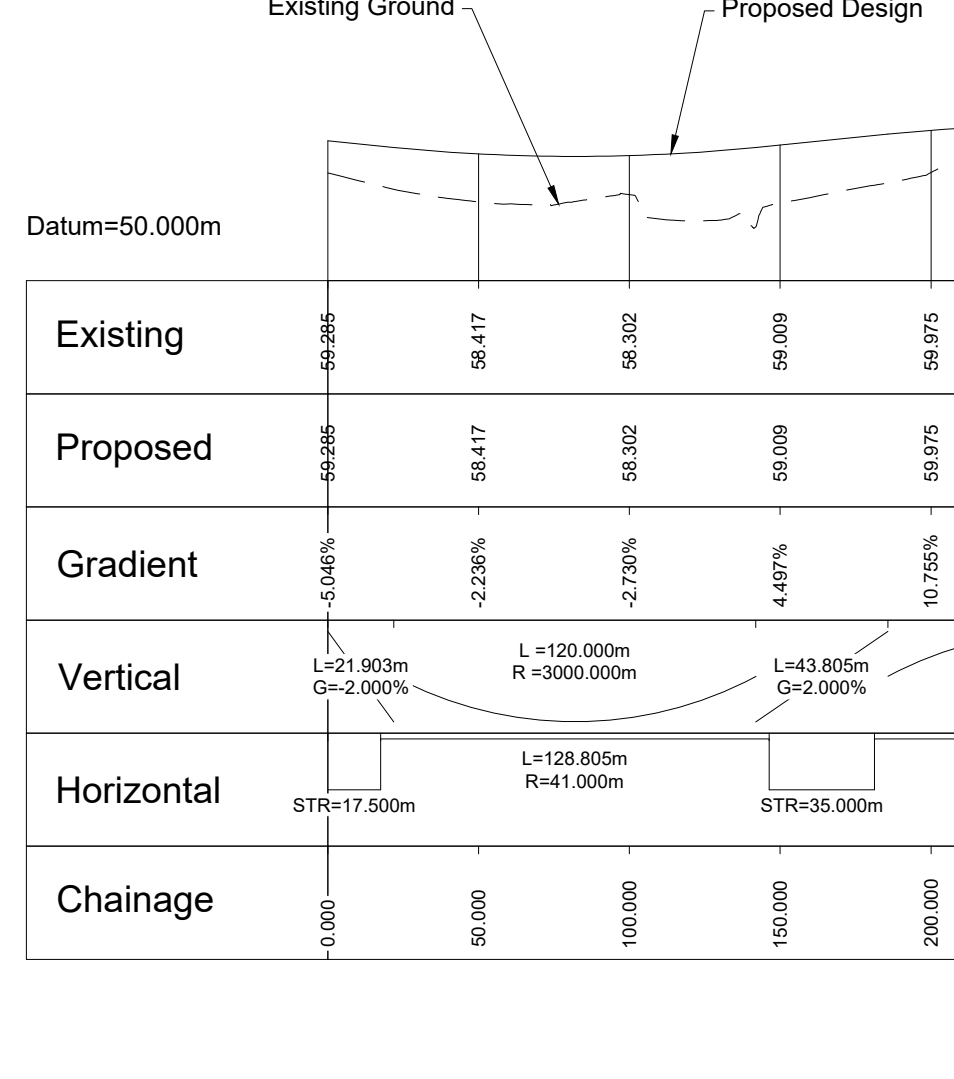 Existing Ground
Proposed Design
Datum=50.000m
Existing
59.285
58.417
58.302
59.009
59.975
Proposed
59.285
58.417
58.302
59.009
59.975
Gradient
-5.046%
-2.236%
-2.730%
4.497%
10.755%
Vertical
L=21.903m
G=-2.000%
L =120.000m
R =3000.000m
L=43.805m
G=2.000%
Horizontal
STR=17.500m
L=128.805m
R=41.000m
STR=35.000m
Chainage
0.000
50.000
100.000
150.000
200.000